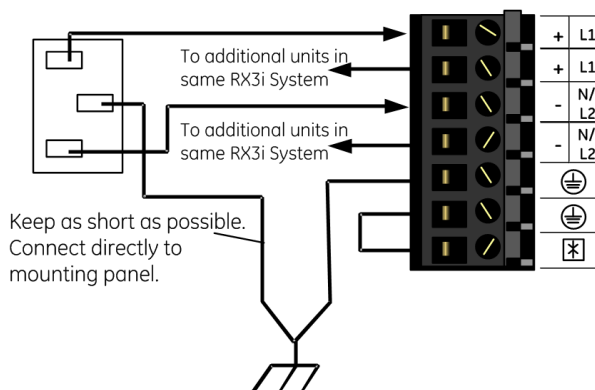 To additional units in
same RX3i System
To additional units in
same RX3i System
Keep as short as possible.
Connect directly to
mounting panel.
+ L1
+ L1
- N/
L2
- N/
L2